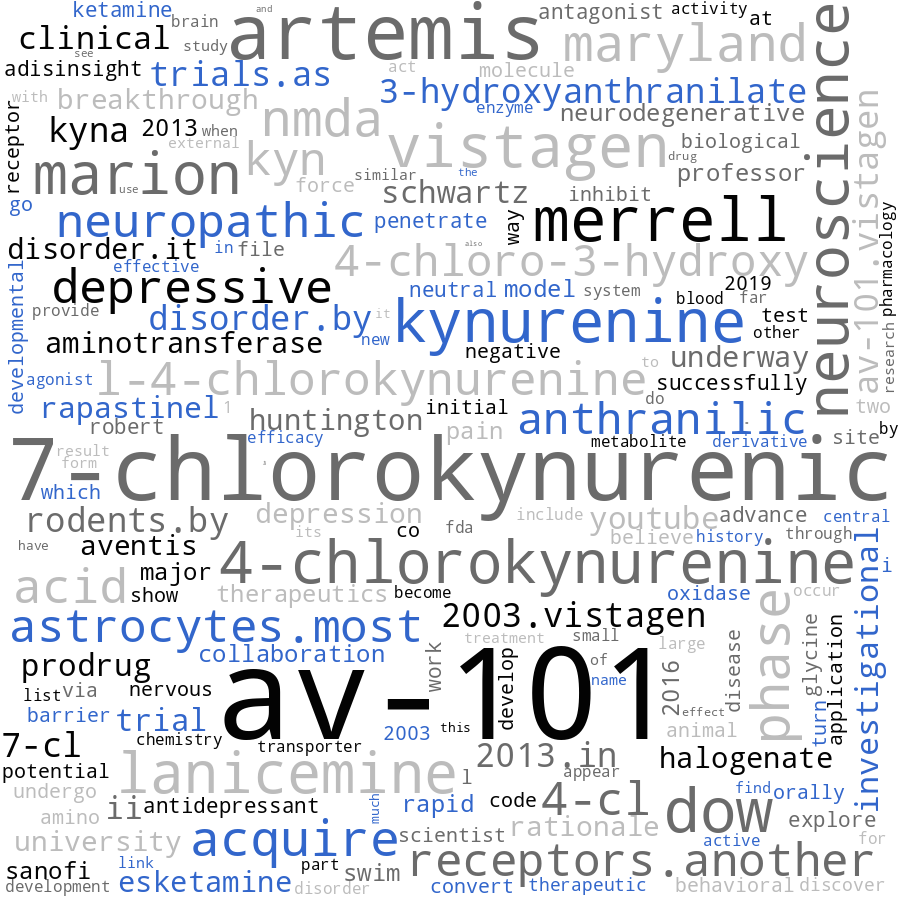 ketamine
brain
and
artemis
antagonist
activity
at
clinical
see
study
maryland
adisinsight
trials.as
act
molecule
3-hydroxyanthranilate
with
breakthrough
enzyme
neurodegenerative
neuroscience
receptor
kyna
2013
when
external
nmda
vistagen
biological
av-101.vistagen
kyn
drug
professor
marion
use
force
similar
the
schwartz
inhibit
go
neuropathic
penetrate
way
merrell
pharmacology
disorder.it
in
file
also
4-chloro-3-hydroxy
developmental
effective
depressive
neutral
model
system
2019
blood
far
provide
disorder.by
it
new
kynurenine
test
other
research
aminotransferase
negative
underway
agonist
l-4-chlorokynurenine
to
do
successfully
rapastinel
1
huntington
initial
anthranilic
two
robert
efficacy
pain
metabolite
derivative
site
by
result
form
,
7-chlorokynurenic
which
rodents.by
depression
its
include
youtube
advance
central
have
aventis
co
fda
believe
history
through
investigational
i
major
4-chlorokynurenine
acid
show
therapeutics
become
oxidase
phase
occur
astrocytes.most
2003.vistagen
collaboration
treatment
small
large
disease
glycine
application
prodrug
work
of
name
2016
list
via
nervous
av-101
develop
effect
turn
barrier
trial
2003
this
animal
7-cl
chemistry
transporter
2013.in
halogenate
potential
lanicemine
l
appear
undergo
ii
antidepressant
much
rapid
code
4-cl
dow
find
orally
amino
explore
university
acquire
scientist
rationale
active
for
sanofi
link
part
swim
receptors.another
development
esketamine
disorder
convert
therapeutic
behavioral
discover